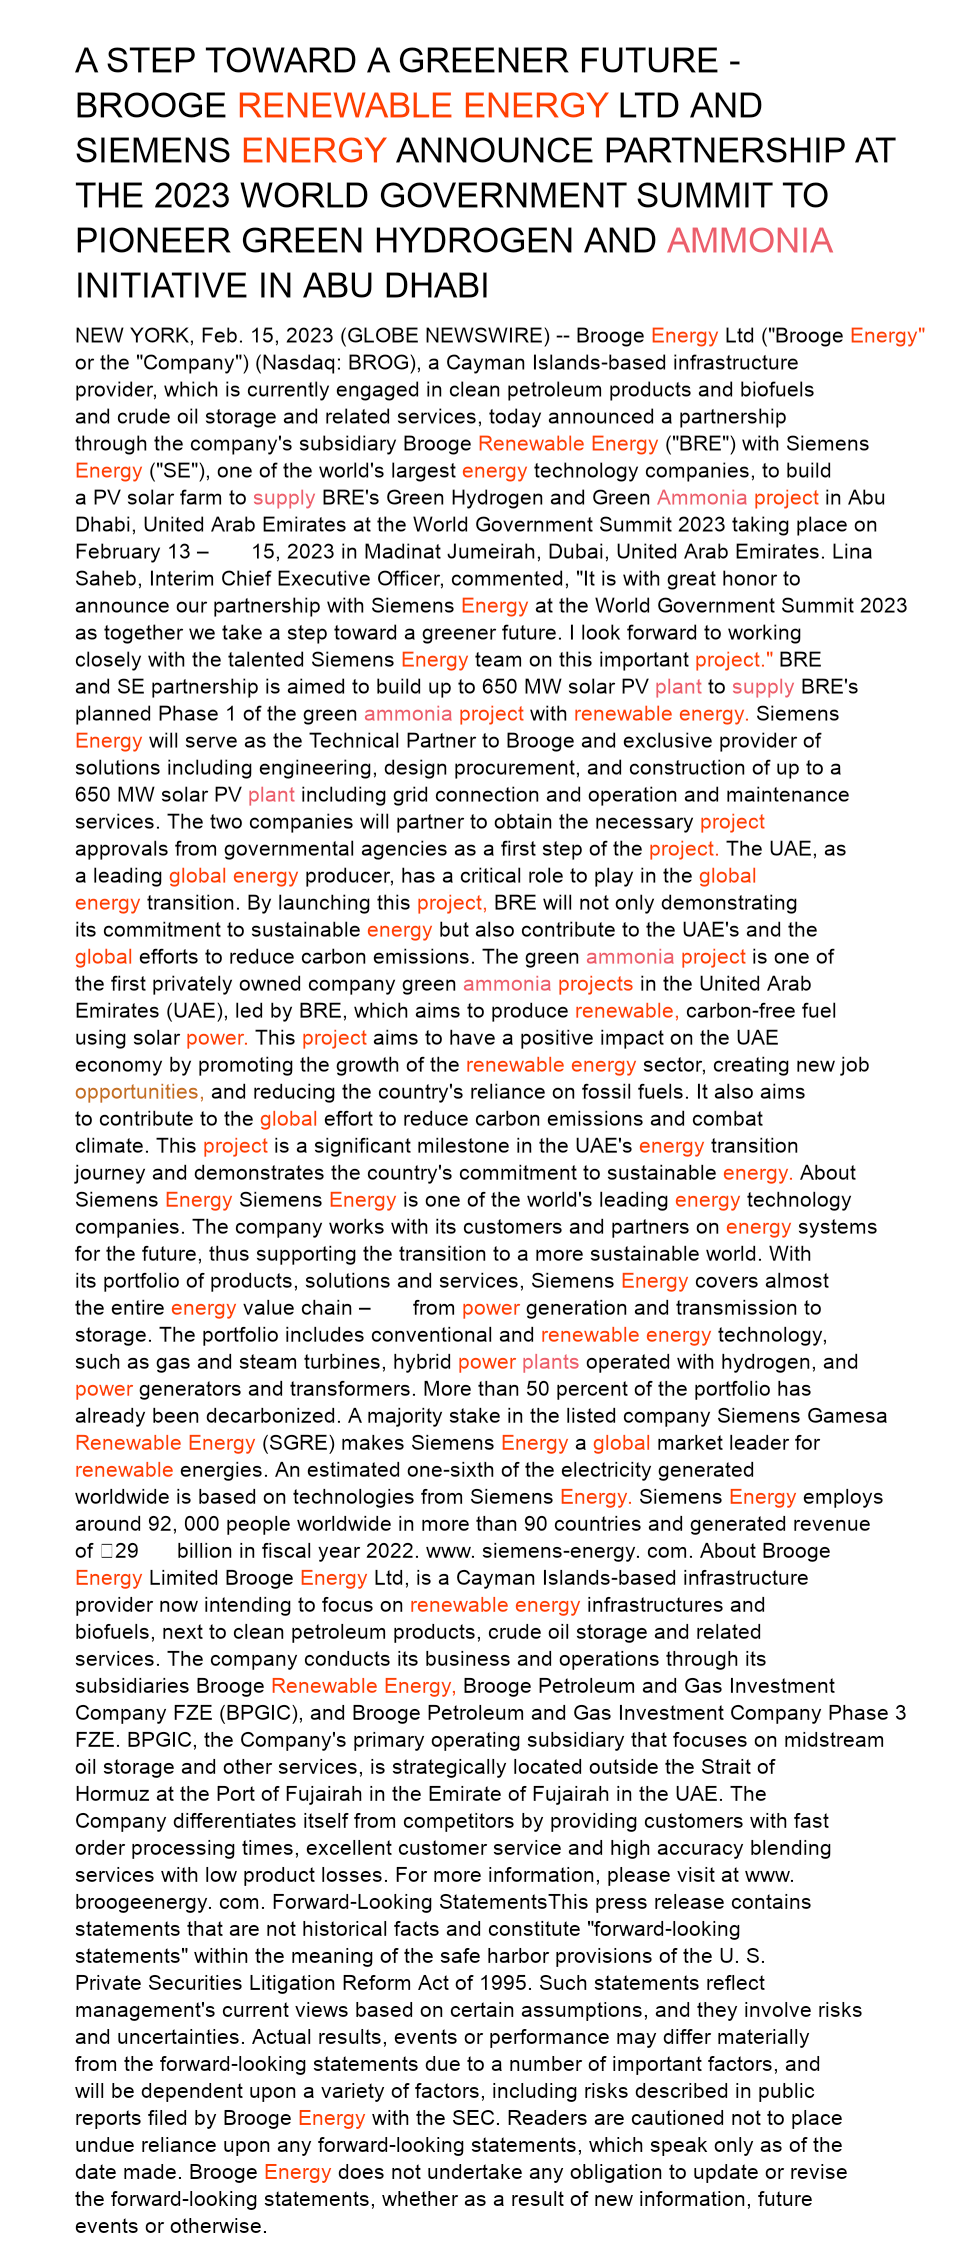 A STEP TOWARD A GREENER FUTURE -
BROOGE RENEWABLE ENERGY LTD AND
SIEMENS ENERGY ANNOUNCE PARTNERSHIP AT
THE 2023 WORLD GOVERNMENT SUMMIT TO
PIONEER GREEN HYDROGEN AND AMMONIA
INITIATIVE IN ABU DHABI
NEW YORK, Feb. 15, 2023 (GLOBE NEWSWIRE) -- Brooge Energy Ltd ("Brooge Energy"
or the "Company") (Nasdaq: BROG), a Cayman Islands-based infrastructure
provider, which is currently engaged in clean petroleum products and biofuels
and crude oil storage and related services, today announced a partnership
through the company's subsidiary Brooge Renewable Energy ("BRE") with Siemens
Energy ("SE"), one of the world's largest energy technology companies, to build
a PV solar farm to supply BRE's Green Hydrogen and Green Ammonia project in Abu
Dhabi, United Arab Emirates at the World Government Summit 2023 taking place on
February 13 – 15, 2023 in Madinat Jumeirah, Dubai, United Arab Emirates. Lina
Saheb, Interim Chief Executive Officer, commented, "It is with great honor to
announce our partnership with Siemens Energy at the World Government Summit 2023
as together we take a step toward a greener future. I look forward to working
closely with the talented Siemens Energy team on this important project." BRE
and SE partnership is aimed to build up to 650 MW solar PV plant to supply BRE's
planned Phase 1 of the green ammonia project with renewable energy. Siemens
Energy will serve as the Technical Partner to Brooge and exclusive provider of
solutions including engineering, design procurement, and construction of up to a
650 MW solar PV plant including grid connection and operation and maintenance
services. The two companies will partner to obtain the necessary project
approvals from governmental agencies as a first step of the project. The UAE, as
a leading global energy producer, has a critical role to play in the global
energy transition. By launching this project, BRE will not only demonstrating
its commitment to sustainable energy but also contribute to the UAE's and the
global efforts to reduce carbon emissions. The green ammonia project is one of
the first privately owned company green ammonia projects in the United Arab
Emirates (UAE), led by BRE, which aims to produce renewable, carbon-free fuel
using solar power. This project aims to have a positive impact on the UAE
economy by promoting the growth of the renewable energy sector, creating new job
opportunities, and reducing the country's reliance on fossil fuels. It also aims
to contribute to the global effort to reduce carbon emissions and combat
climate. This project is a significant milestone in the UAE's energy transition
journey and demonstrates the country's commitment to sustainable energy. About
Siemens Energy Siemens Energy is one of the world's leading energy technology
companies. The company works with its customers and partners on energy systems
for the future, thus supporting the transition to a more sustainable world. With
its portfolio of products, solutions and services, Siemens Energy covers almost
the entire energy value chain – from power generation and transmission to
storage. The portfolio includes conventional and renewable energy technology,
such as gas and steam turbines, hybrid power plants operated with hydrogen, and
power generators and transformers. More than 50 percent of the portfolio has
already been decarbonized. A majority stake in the listed company Siemens Gamesa
Renewable Energy (SGRE) makes Siemens Energy a global market leader for
renewable energies. An estimated one-sixth of the electricity generated
worldwide is based on technologies from Siemens Energy. Siemens Energy employs
around 92, 000 people worldwide in more than 90 countries and generated revenue
of 29 billion in fiscal year 2022. www. siemens-energy. com. About Brooge
Energy Limited Brooge Energy Ltd, is a Cayman Islands-based infrastructure
provider now intending to focus on renewable energy infrastructures and
biofuels, next to clean petroleum products, crude oil storage and related
services. The company conducts its business and operations through its
subsidiaries Brooge Renewable Energy, Brooge Petroleum and Gas Investment
Company FZE (BPGIC), and Brooge Petroleum and Gas Investment Company Phase 3
FZE. BPGIC, the Company's primary operating subsidiary that focuses on midstream
oil storage and other services, is strategically located outside the Strait of
Hormuz at the Port of Fujairah in the Emirate of Fujairah in the UAE. The
Company differentiates itself from competitors by providing customers with fast
order processing times, excellent customer service and high accuracy blending
services with low product losses. For more information, please visit at www.
broogeenergy. com. Forward-Looking StatementsThis press release contains
statements that are not historical facts and constitute "forward-looking
statements" within the meaning of the safe harbor provisions of the U. S.
Private Securities Litigation Reform Act of 1995. Such statements reflect
management's current views based on certain assumptions, and they involve risks
and uncertainties. Actual results, events or performance may differ materially
from the forward-looking statements due to a number of important factors, and
will be dependent upon a variety of factors, including risks described in public
reports filed by Brooge Energy with the SEC. Readers are cautioned not to place
undue reliance upon any forward-looking statements, which speak only as of the
date made. Brooge Energy does not undertake any obligation to update or revise
the forward-looking statements, whether as a result of new information, future
events or otherwise.